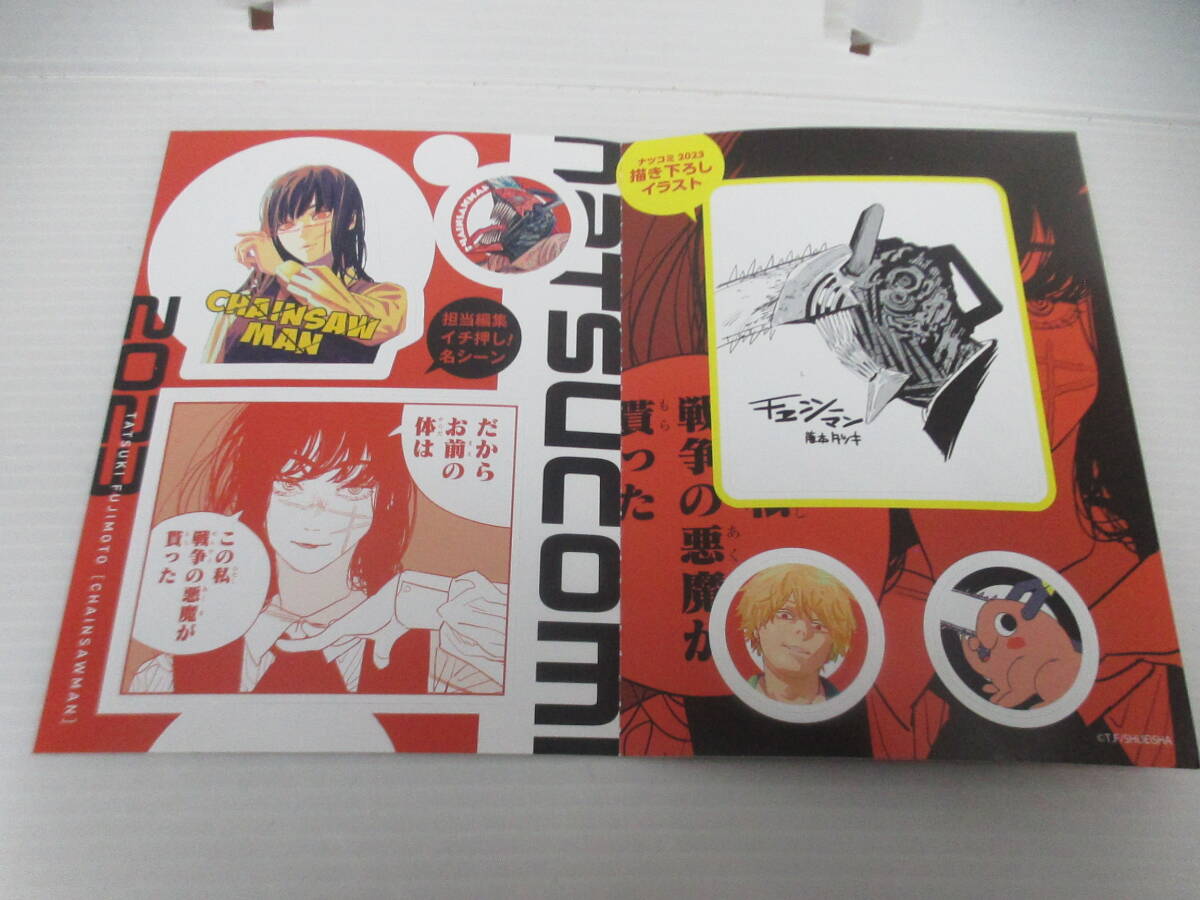 CHAINSAW
MAN
CHAINSAWMAN
担当編集
イチ押し!
名シーン
2023
TATSUKI FUJIMOTO [CHAINSAWMAN]
だから
お前の
体は
この私
戦争の悪魔が
貰った
natsucomi
ナツコミ 2023
描き下ろし
イラスト
チェンソー
マン
藤本タツキ
戦争の悪魔が
貰った
©T.F/SHUEISHA